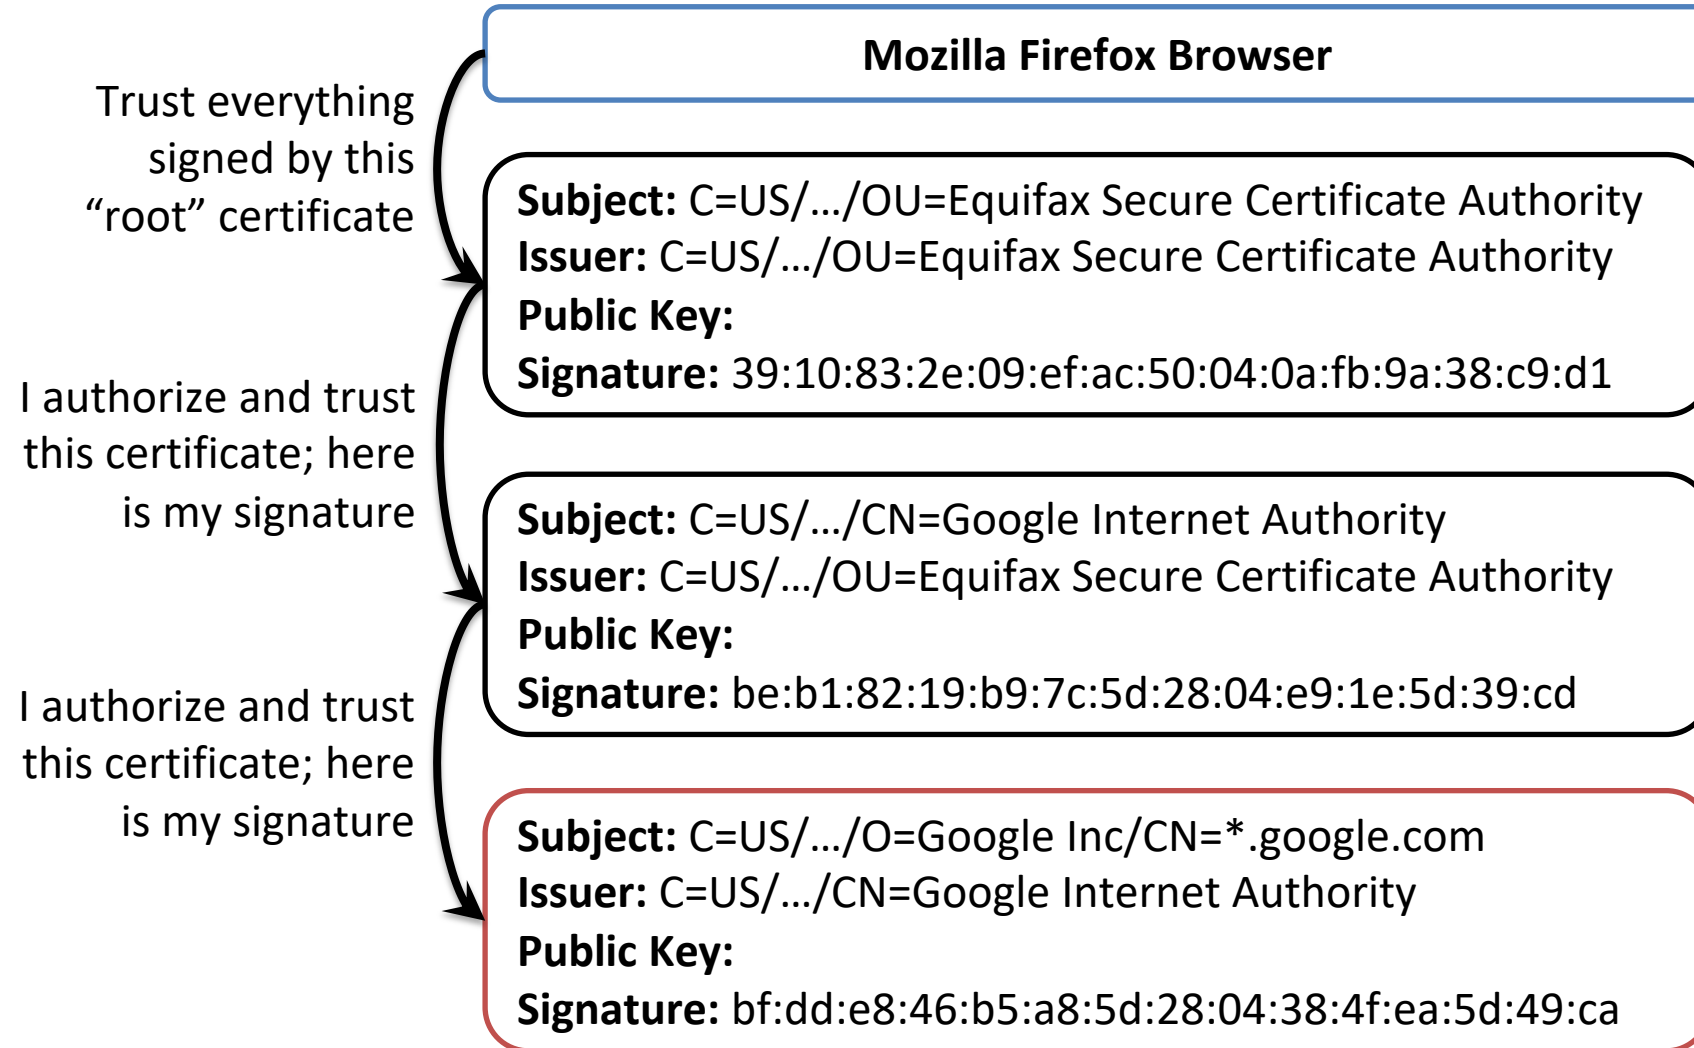 Mozilla Firefox Browser
Trust everything
signed by this
“root” certificate
Subject: C=US/…/OU=Equifax Secure Certificate Authority
Issuer: C=US/…/OU=Equifax Secure Certificate Authority
Public Key:
Signature: 39:10:83:2e:09:ef:ac:50:04:0a:fb:9a:38:c9:d1
I authorize and trust
this certificate; here
is my signature
Subject: C=US/…/CN=Google Internet Authority
Issuer: C=US/…/OU=Equifax Secure Certificate Authority
Public Key:
Signature: be:b1:82:19:b9:7c:5d:28:04:e9:1e:5d:39:cd
I authorize and trust
this certificate; here
is my signature
Subject: C=US/…/O=Google Inc/CN=*.google.com
Issuer: C=US/…/CN=Google Internet Authority
Public Key:
Signature: bf:dd:e8:46:b5:a8:5d:28:04:38:4f:ea:5d:49:ca